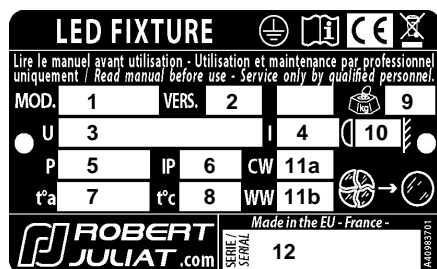 LED FIXTURE
Lire le manuel avant utilisation - Utilisation et maintenance par professionnel
uniquement / Read manual before use - Service only by qualified personnel.
MOD. 1 VERS. 2 (kg) 9
U 3 I 4 10
P 5 IP 6 CW 11a
t°a 7 t°c 8 WW 11b
Made in the EU - France -
ROBERT
JULIAT.com
SERIE/
SERIAL
12
A40983701